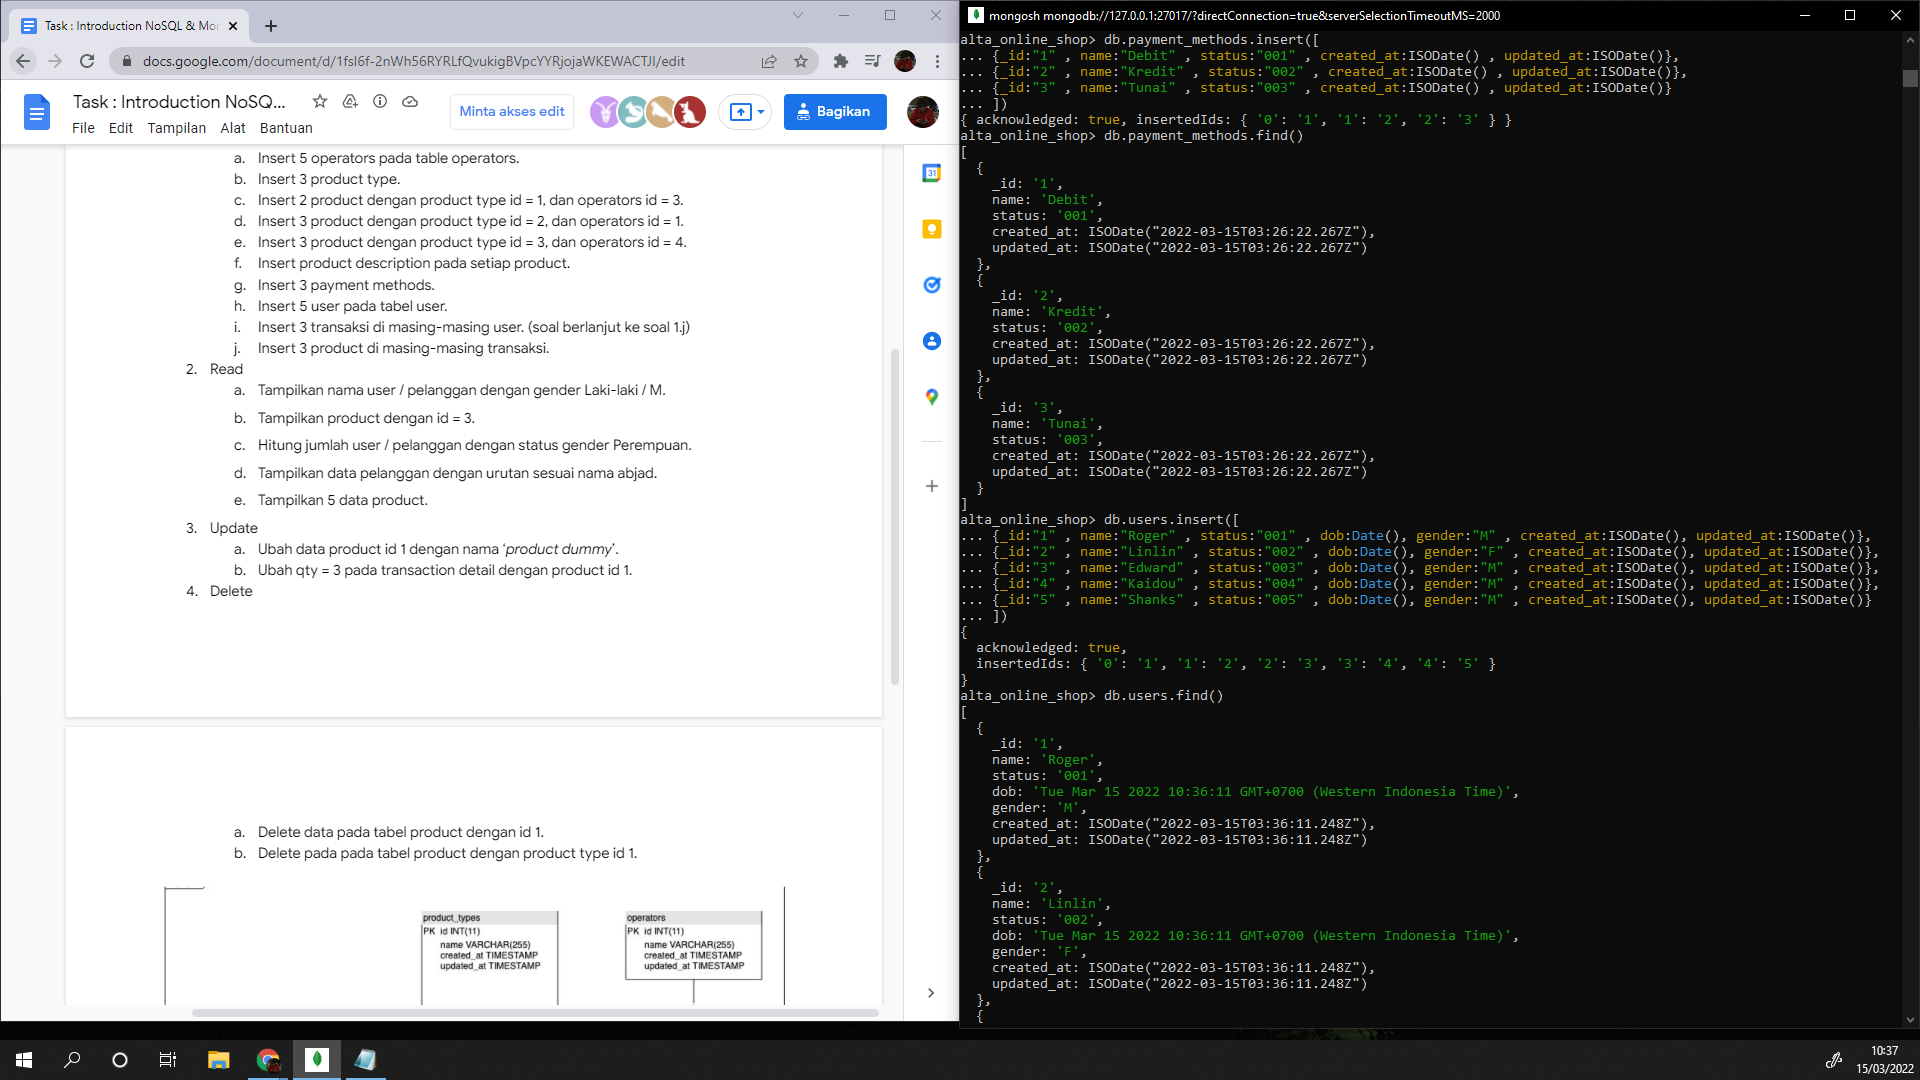 Task : Introduction NoSQL & Mor
docs.google.com/document/d/1fsl6f-2nWh56RYRLfQvukigBVpcYYRjojaWKEWACTJI/edit
Task : Introduction NoSQ...
File Edit Tampilan Alat Bantuan
Minta akses edit
Bagikan
31
a. Insert 5 operators pada table operators.
b. Insert 3 product type.
c. Insert 2 product dengan product type id = 1, dan operators id = 3.
d. Insert 3 product dengan product type id = 2, dan operators id = 1.
e. Insert 3 product dengan product type id = 3, dan operators id = 4.
f. Insert product description pada setiap product.
g. Insert 3 payment methods.
h. Insert 5 user pada tabel user.
i. Insert 3 transaksi di masing-masing user. (soal berlanjut ke soal 1.j)
j. Insert 3 product di masing-masing transaksi.
2. Read
a. Tampilkan nama user / pelanggan dengan gender Laki-laki / M.
b. Tampilkan product dengan id = 3.
c. Hitung jumlah user / pelanggan dengan status gender Perempuan.
d. Tampilkan data pelanggan dengan urutan sesuai nama abjad.
e. Tampilkan 5 data product.
3. Update
a. Ubah data product id 1 dengan nama ‘product dummy’.
b. Ubah qty = 3 pada transaction detail dengan product id 1.
4. Delete
a. Delete data pada tabel product dengan id 1.
b. Delete pada pada tabel product dengan product type id 1.
product_types
PK id INT(11)
name VARCHAR(255)
created_at TIMESTAMP
updated_at TIMESTAMP
operators
PK id INT(11)
name VARCHAR(255)
created_at TIMESTAMP
updated_at TIMESTAMP
mongosh mongodb://127.0.0.1:27017/?directConnection=true&serverSelectionTimeoutMS=2000
alta_online_shop> db.payment_methods.insert([
... {_id:"1" , name:"Debit" , status:"001" , created_at:ISODate() , updated_at:ISODate()},
... {_id:"2" , name:"Kredit" , status:"002" , created_at:ISODate() , updated_at:ISODate()},
... {_id:"3" , name:"Tunai" , status:"003" , created_at:ISODate() , updated_at:ISODate()}
... ])
{ acknowledged: true, insertedIds: { '0': '1', '1': '2', '2': '3' } }
alta_online_shop> db.payment_methods.find()
[
{
_id: '1',
name: 'Debit',
status: '001',
created_at: ISODate("2022-03-15T03:26:22.267Z"),
updated_at: ISODate("2022-03-15T03:26:22.267Z")
},
{
_id: '2',
name: 'Kredit',
status: '002',
created_at: ISODate("2022-03-15T03:26:22.267Z"),
updated_at: ISODate("2022-03-15T03:26:22.267Z")
},
{
_id: '3',
name: 'Tunai',
status: '003',
created_at: ISODate("2022-03-15T03:26:22.267Z"),
updated_at: ISODate("2022-03-15T03:26:22.267Z")
}
]
alta_online_shop> db.users.insert([
... {_id:"1" , name:"Roger" , status:"001" , dob:Date(), gender:"M" , created_at:ISODate(), updated_at:ISODate()},
... {_id:"2" , name:"Linlin" , status:"002" , dob:Date(), gender:"F" , created_at:ISODate(), updated_at:ISODate()},
... {_id:"3" , name:"Edward" , status:"003" , dob:Date(), gender:"M" , created_at:ISODate(), updated_at:ISODate()},
... {_id:"4" , name:"Kaidou" , status:"004" , dob:Date(), gender:"M" , created_at:ISODate(), updated_at:ISODate()},
... {_id:"5" , name:"Shanks" , status:"005" , dob:Date(), gender:"M" , created_at:ISODate(), updated_at:ISODate()}
... ])
{
acknowledged: true,
insertedIds: { '0': '1', '1': '2', '2': '3', '3': '4', '4': '5' }
}
alta_online_shop> db.users.find()
[
{
_id: '1',
name: 'Roger',
status: '001',
dob: 'Tue Mar 15 2022 10:36:11 GMT+0700 (Western Indonesia Time)',
gender: 'M',
created_at: ISODate("2022-03-15T03:36:11.248Z"),
updated_at: ISODate("2022-03-15T03:36:11.248Z")
},
{
_id: '2',
name: 'Linlin',
status: '002',
dob: 'Tue Mar 15 2022 10:36:11 GMT+0700 (Western Indonesia Time)',
gender: 'F',
created_at: ISODate("2022-03-15T03:36:11.248Z"),
updated_at: ISODate("2022-03-15T03:36:11.248Z")
},
{
10:37
15/03/2022